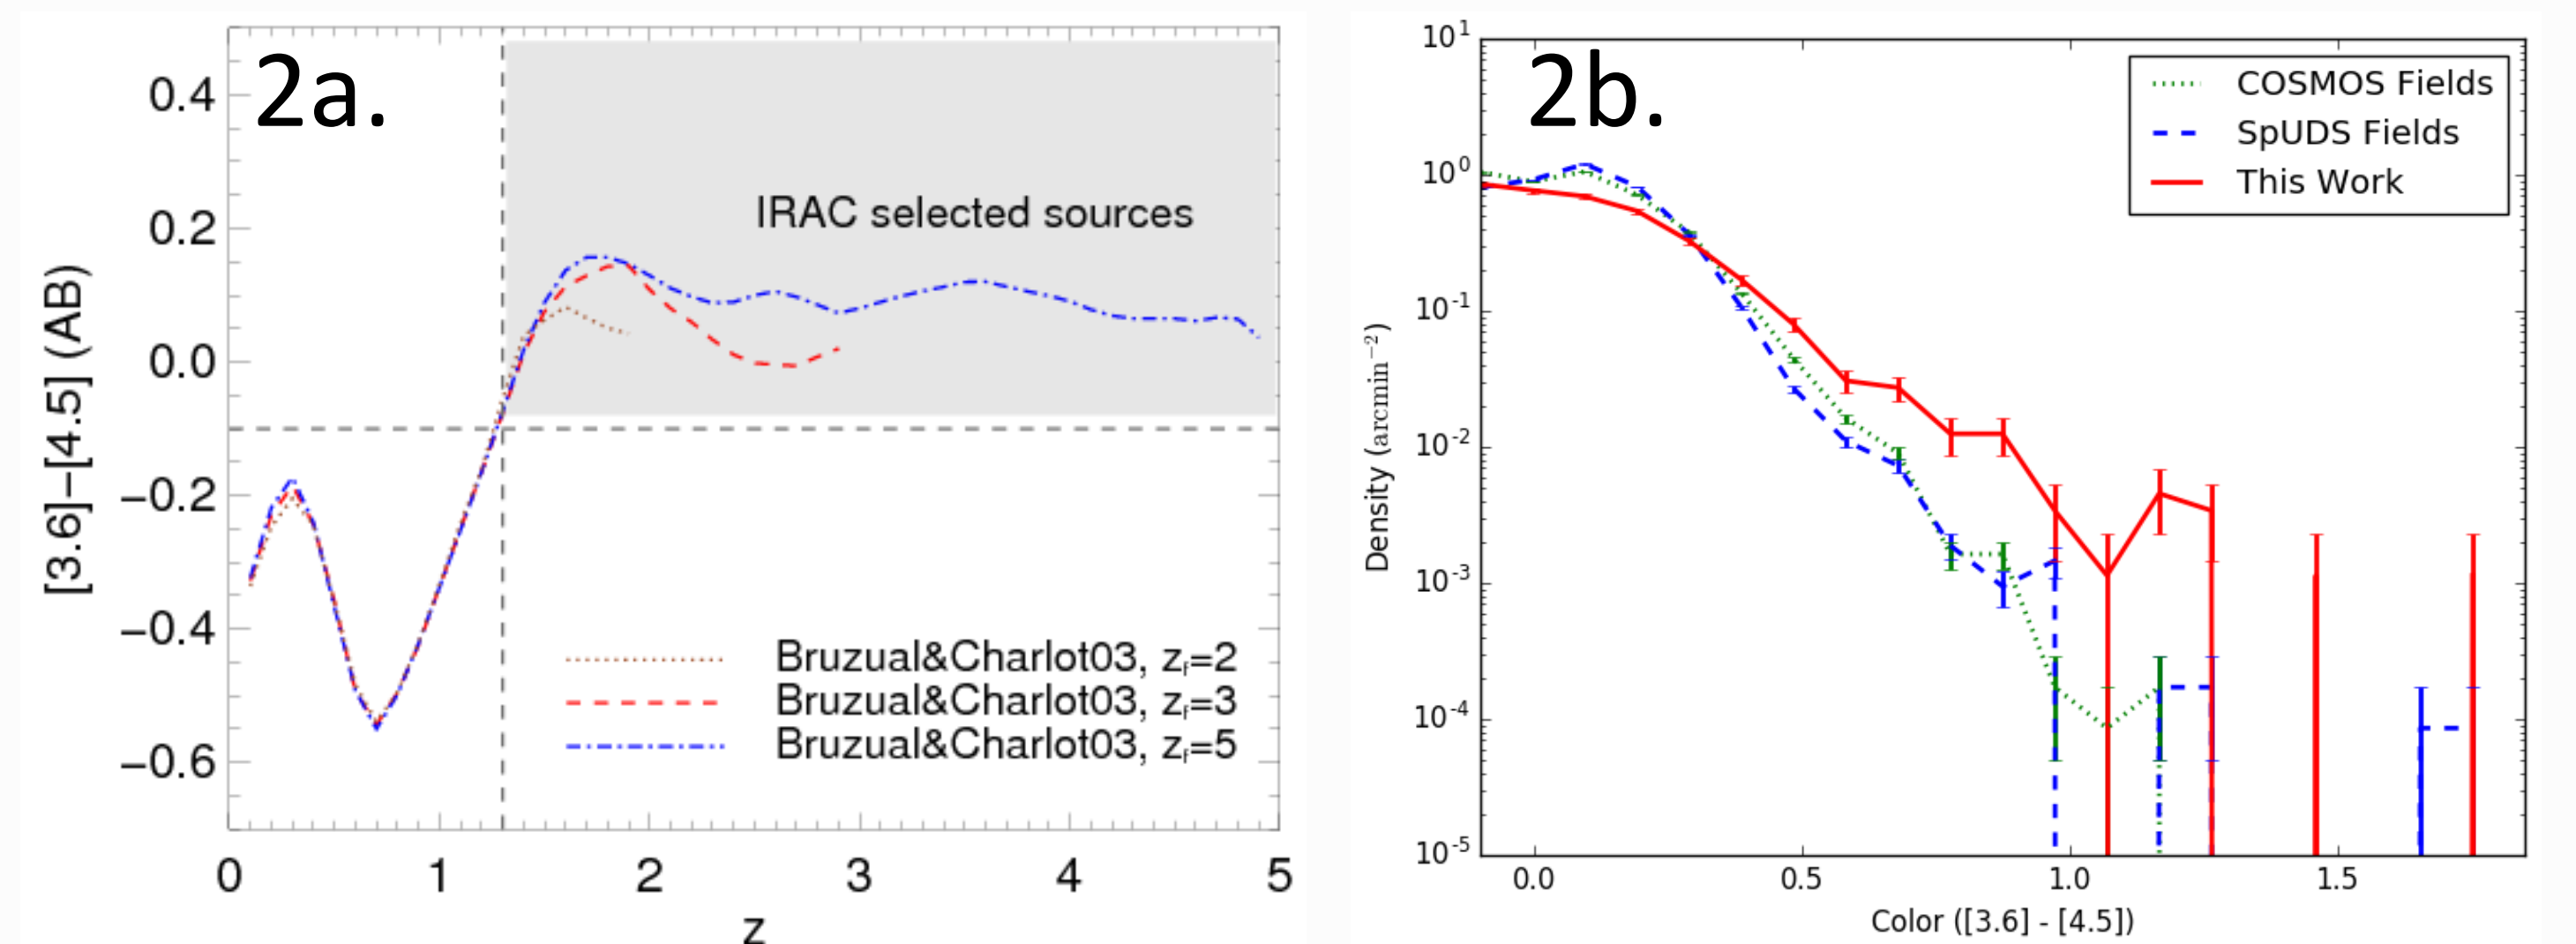 2a.
0.4
0.2
0.0
−0.2
−0.4
−0.6
[3.6]−[4.5] (AB)
IRAC selected sources
Bruzual&Charlot03, z_f=2
Bruzual&Charlot03, z_f=3
Bruzual&Charlot03, z_f=5
0 1 2 3 4 5
z
2b.
10^1
10^0
10^-1
10^-2
10^-3
10^-4
10^-5
Density (arcmin^−2)
COSMOS Fields
SpUDS Fields
This Work
0.0 0.5 1.0 1.5
Color ([3.6] - [4.5])